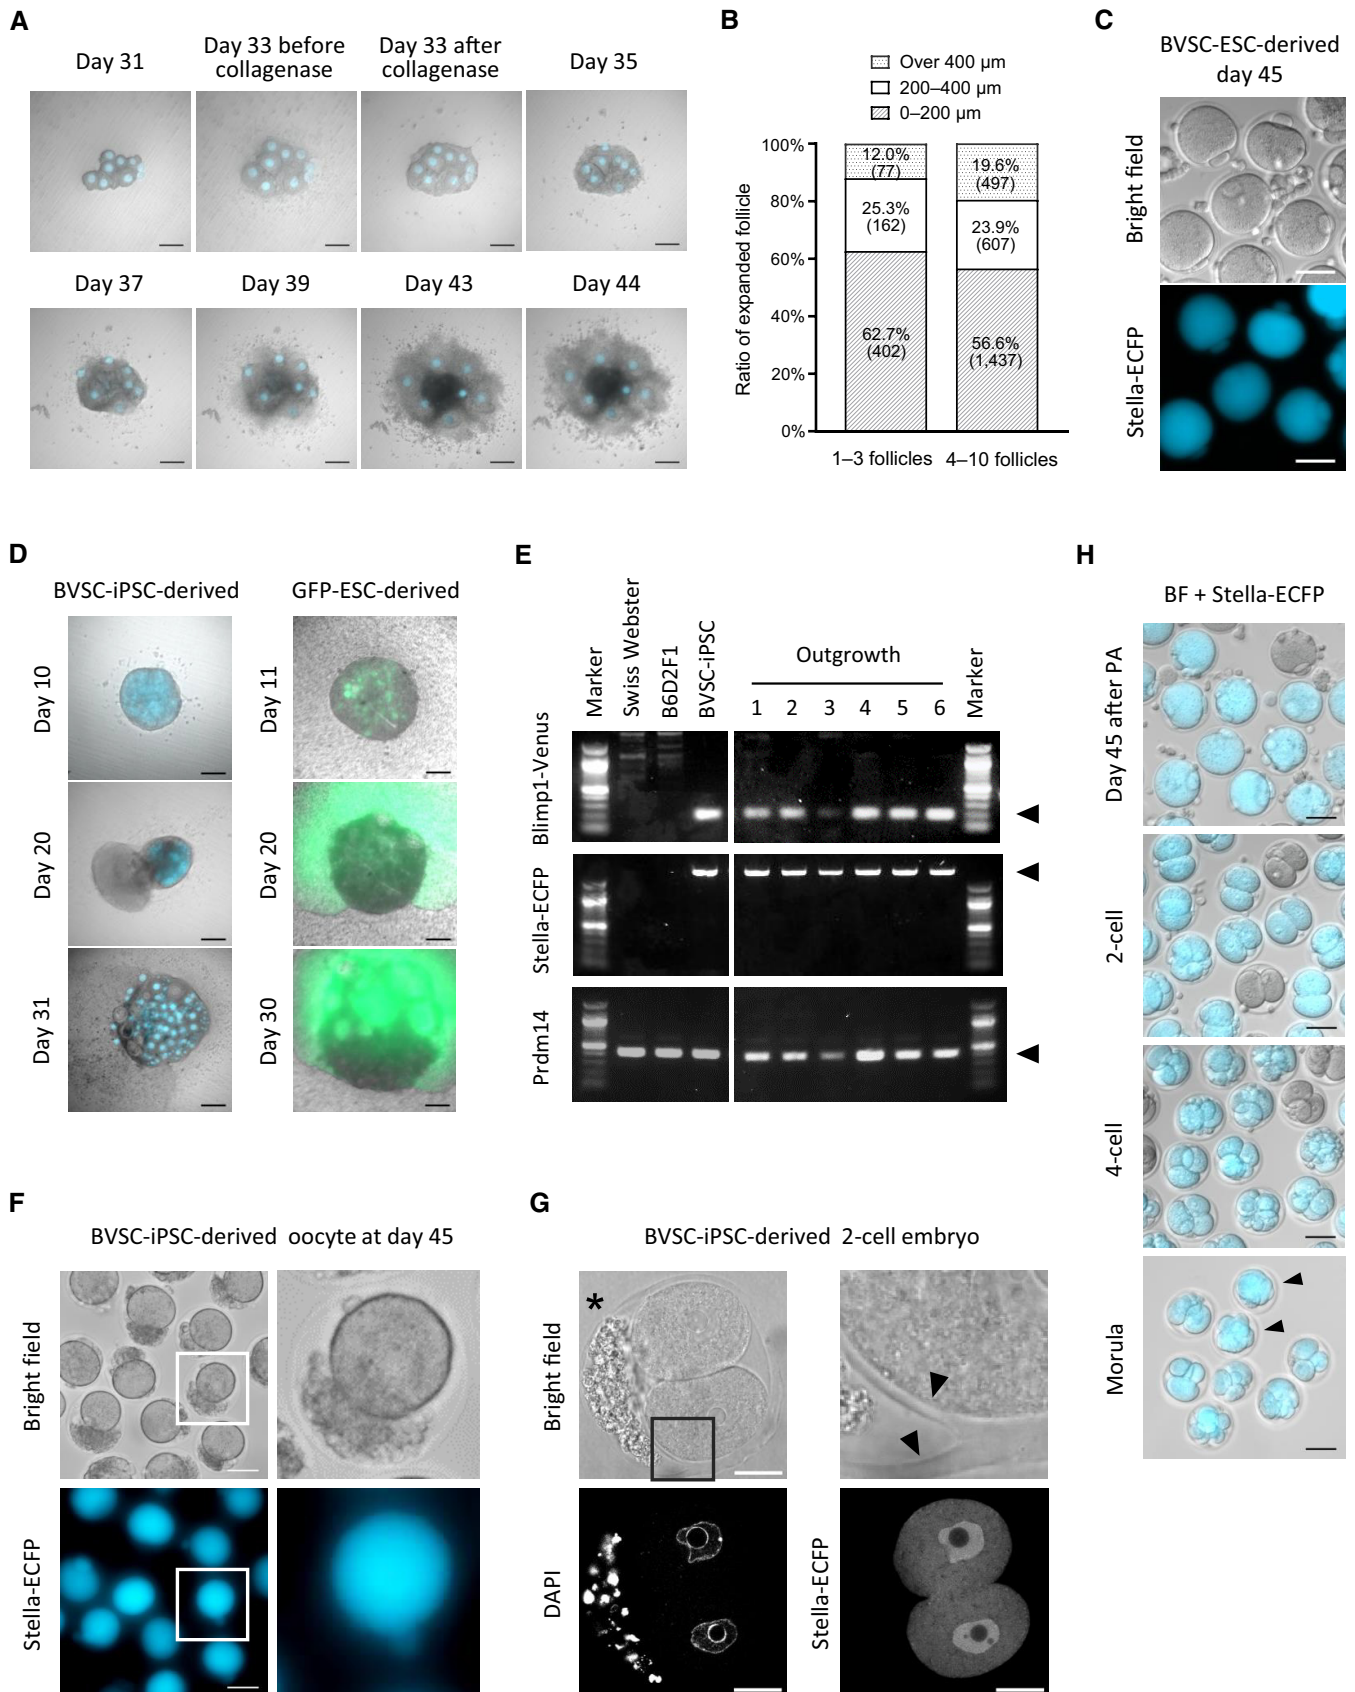 A
Day 31
Day 33 before
collagenase
Day 33 after
collagenase
Day 35
Day 37
Day 39
Day 43
Day 44
B
Over 400 µm
200–400 µm
0–200 µm
Ratio of expanded follicle
100%
80%
60%
40%
20%
0%
12.0%
(77)
25.3%
(162)
62.7%
(402)
19.6%
(497)
23.9%
(607)
56.6%
(1,437)
1–3 follicles
4–10 follicles
C
BVSC-ESC-derived
day 45
Bright field
Stella-ECFP
D
BVSC-iPSC-derived
GFP-ESC-derived
Day 10
Day 11
Day 20
Day 20
Day 31
Day 30
E
Marker
Swiss Webster
B6D2F1
BVSC-iPSC
Outgrowth
1 2 3 4 5 6
Marker
Blimp1-Venus
Stella-ECFP
Prdm14
F
BVSC-iPSC-derived oocyte at day 45
Bright field
Stella-ECFP
G
BVSC-iPSC-derived 2-cell embryo
Bright field
*
DAPI
Stella-ECFP
H
BF + Stella-ECFP
Day 45 after PA
2-cell
4-cell
Morula